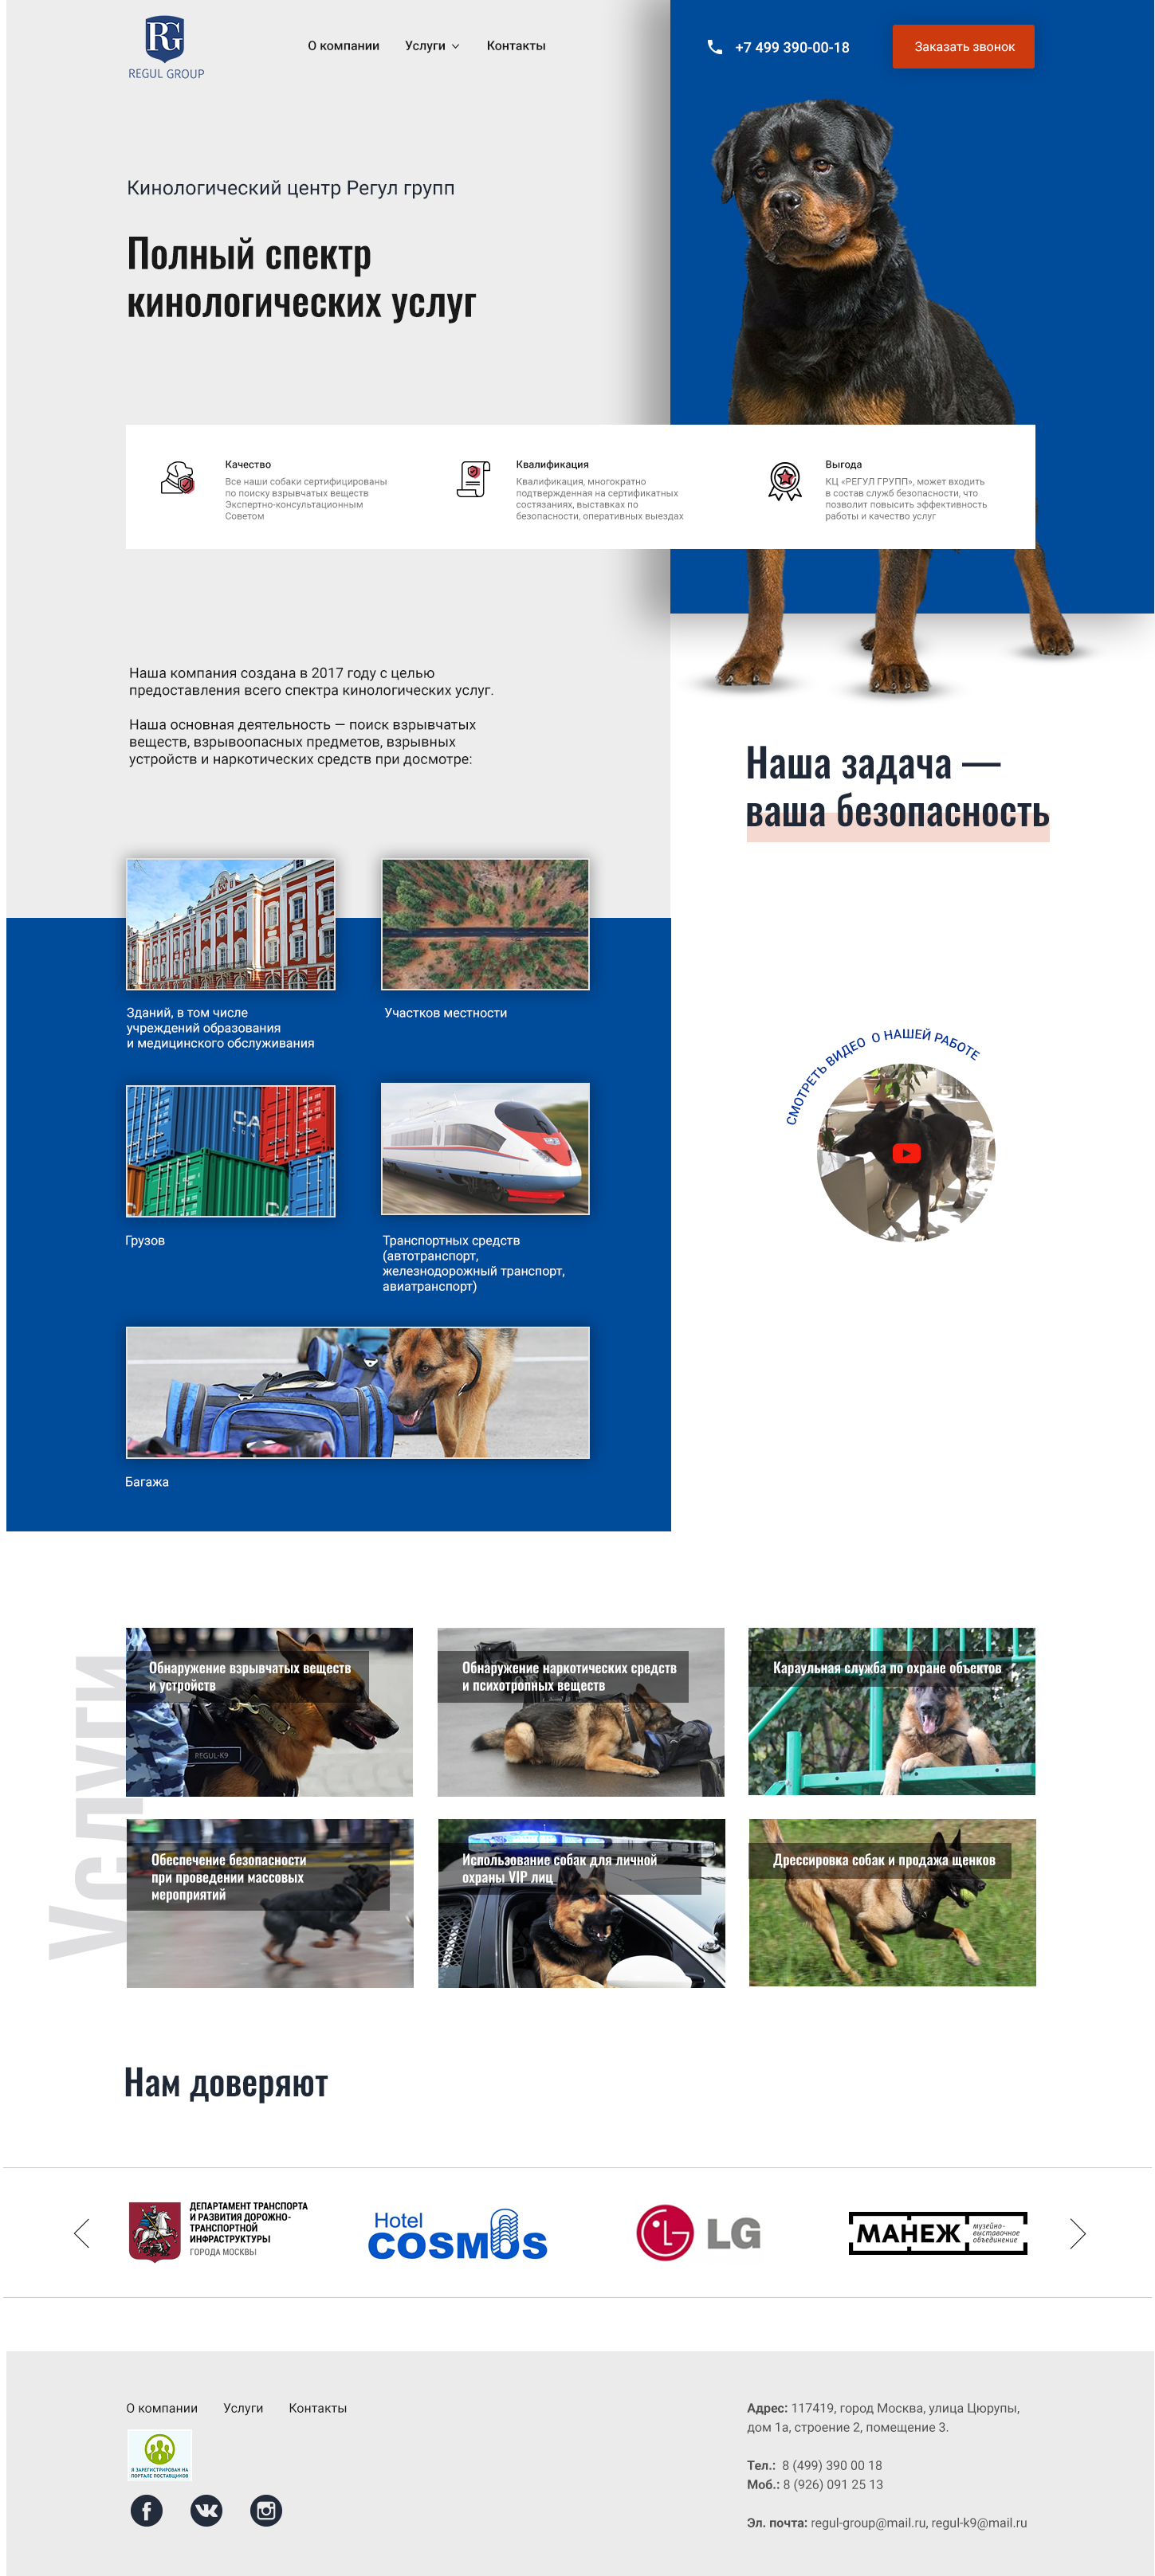 RG
REGUL GROUP
О компании
Услуги
Контакты
+7 499 390-00-18
Заказать звонок
Кинологический центр Регул групп
Полный спектр
кинологических услуг
Качество
Все наши собаки сертифицированы
по поиску взрывчатых веществ
Экспертно-консультационным
Советом
Квалификация
Квалификация, многократно
подтвержденная на сертификатных
состязаниях, выставках по
безопасности, оперативных выездах
Выгода
КЦ «РЕГУЛ ГРУПП», может входить
в состав служб безопасности, что
позволит повысить эффективность
работы и качество услуг
Наша компания создана в 2017 году с целью
предоставления всего спектра кинологических услуг.
Наша основная деятельность — поиск взрывчатых
веществ, взрывоопасных предметов, взрывных
устройств и наркотических средств при досмотре:
Наша задача —
ваша безопасность
Зданий, в том числе
учреждений образования
и медицинского обслуживания
Участков местности
СМОТРЕТЬ ВИДЕО О НАШЕЙ РАБОТЕ
CA
CA
Грузов
Транспортных средств
(автотранспорт,
железнодорожный транспорт,
авиатранспорт)
Багажа
Услуги
Обнаружение взрывчатых веществ
и устройств
REGUL-K9
Обнаружение наркотических средств
и психотропных веществ
Караульная служба по охране объектов
Обеспечение безопасности
при проведении массовых
мероприятий
Использование собак для личной
охраны VIP лиц
Дрессировка собак и продажа щенков
Нам доверяют
ДЕПАРТАМЕНТ ТРАНСПОРТА
И РАЗВИТИЯ ДОРОЖНО-
ТРАНСПОРТНОЙ
ИНФРАСТРУКТУРЫ
ГОРОДА МОСКВЫ
Hotel
COSMOS
LG
МАНЕЖ
музейно-
выставочное
объединение
О компании
Услуги
Контакты
Я ЗАРЕГИСТРИРОВАН НА
ПОРТАЛЕ ПОСТАВЩИКОВ
Адрес: 117419, город Москва, улица Цюрупы,
дом 1а, строение 2, помещение 3.
Тел.: 8 (499) 390 00 18
Моб.: 8 (926) 091 25 13
Эл. почта: regul-group@mail.ru, regul-k9@mail.ru